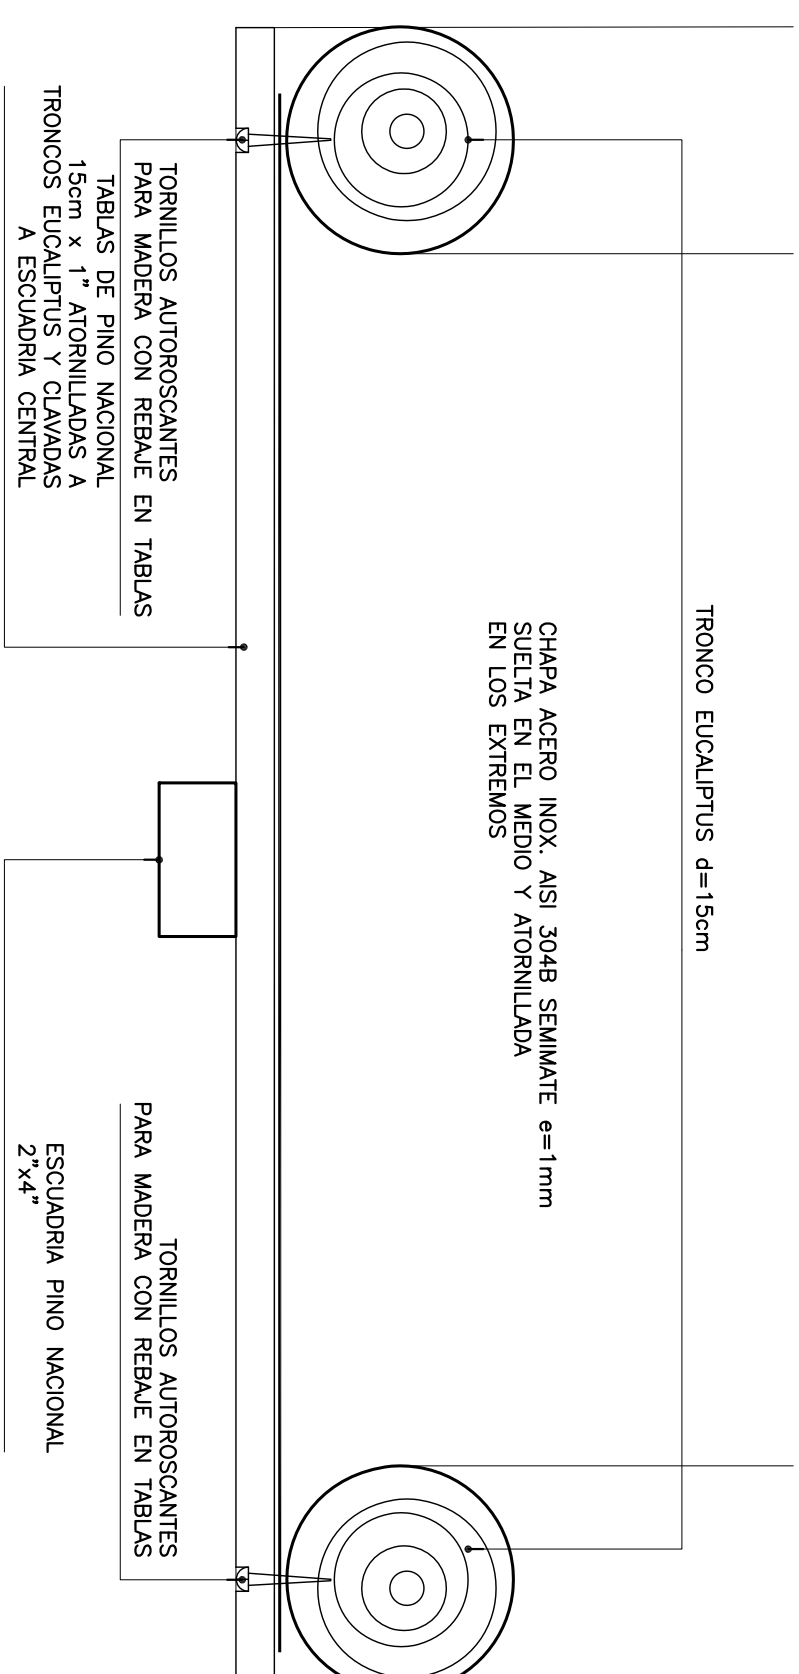 TRONCO EUCALIPTUS d=15cm
CHAPA ACERO INOX. AISI 304B SEMIMATE e=1mm
SUELTA EN EL MEDIO Y ATORNILLADA
EN LOS EXTREMOS
TORNILLOS AUTOROSCANTES
PARA MADERA CON REBAJE EN TABLAS
TABLAS DE PINO NACIONAL
15cm x 1" ATORNILLADAS A
TRONCOS EUCALIPTUS Y CLAVADAS
A ESCUADRIA CENTRAL
TORNILLOS AUTOROSCANTES
PARA MADERA CON REBAJE EN TABLAS
ESCUADRIA PINO NACIONAL
2"x4"